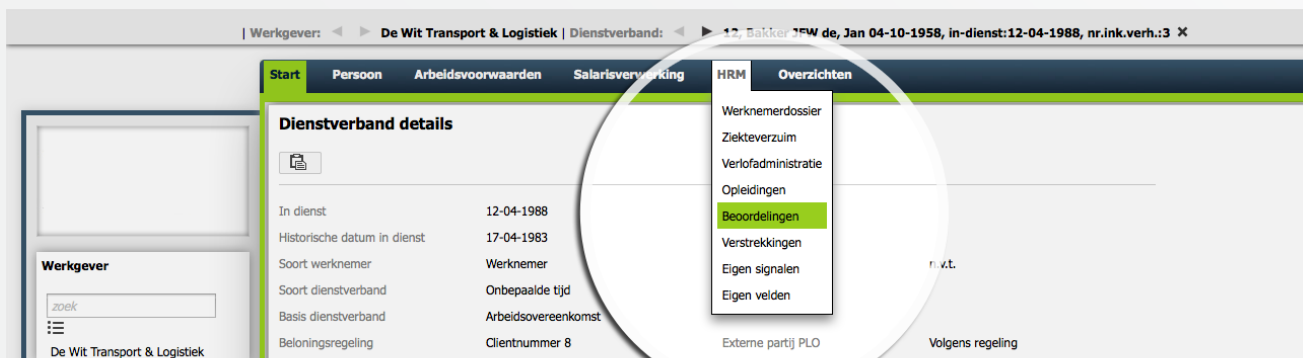 | Werkgever: De Wit Transport & Logistiek | Dienstverband: 12, Bakker JFW de, Jan 04-10-1958, in-dienst:12-04-1988, nr.ink.verh.:3 X
Start Persoon Arbeidsvoorwaarden Salarisverwerking HRM Overzichten
Dienstverband details
Werknemerdossier
Ziekteverzuim
Verlofadministratie
Opleidingen
Beoordelingen
Verstrekkingen
Eigen signalen
Eigen velden
In dienst 12-04-1988
Historische datum in dienst 17-04-1983
Soort werknemer Werknemer n.v.t.
Soort dienstverband Onbepaalde tijd
Basis dienstverband Arbeidsovereenkomst
Beloningsregeling Clientnummer 8 Externe partij PLO Volgens regeling
Werkgever
zoek
De Wit Transport & Logistiek